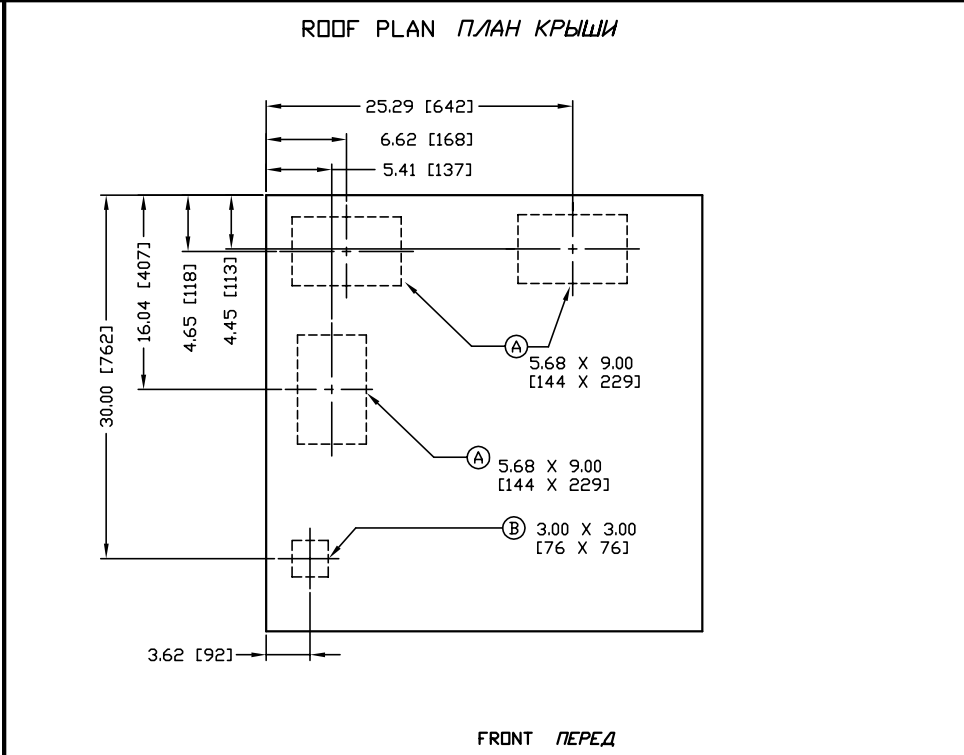 ROOF PLAN ПЛАН КРЫШИ
25.29 [642]
6.62 [168]
5.41 [137]
30.00 [762]
16.04 [407]
4.65 [118]
4.45 [113]
A
5.68 X 9.00
[144 X 229]
A
5.68 X 9.00
[144 X 229]
B 3.00 X 3.00
[76 X 76]
3.62 [92]
FRONT ПЕРЕД